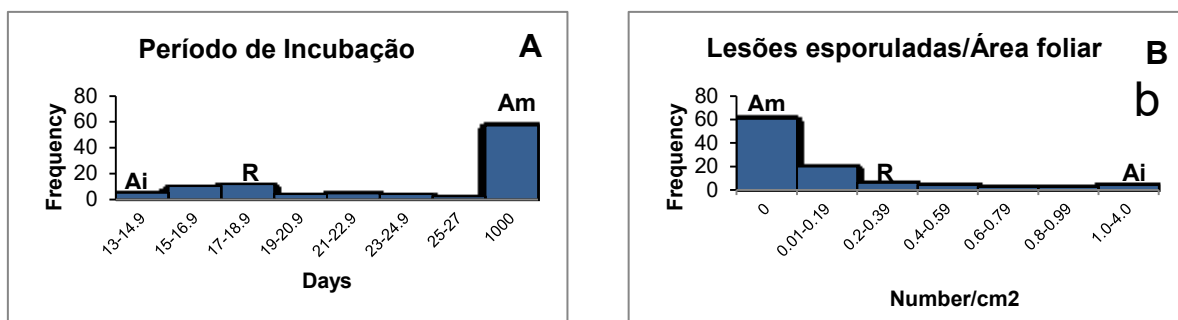 Período de Incubação A
Frequency
80
60
40
20
0
Ai R Am
13-14.9 15-16.9 17-18.9 19-20.9 21-22.9 23-24.9 25-27 1000
Days
Lesões esporuladas/Área foliar B
b
Frequency
80
60
40
20
0
Am R Ai
0 0.01-0.19 0.2-0.39 0.4-0.59 0.6-0.79 0.8-0.99 1.0-4.0
Number/cm2